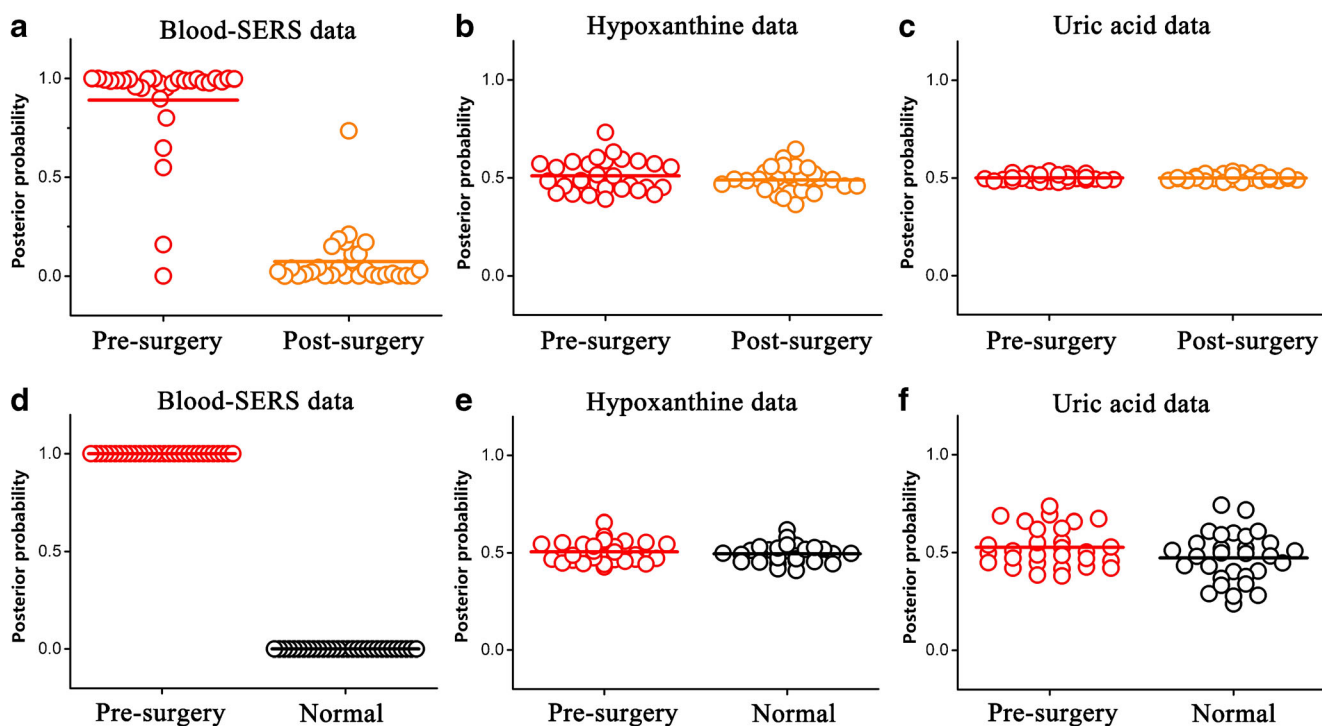 a
Blood-SERS data
Posterior probability
1.0
0.5
0.0
Pre-surgery Post-surgery
b
Hypoxanthine data
Posterior probability
1.0
0.5
0.0
Pre-surgery Post-surgery
c
Uric acid data
Posterior probability
1.0
0.5
0.0
Pre-surgery Post-surgery
d
Blood-SERS data
Posterior probability
1.0
0.5
0.0
Pre-surgery Normal
e
Hypoxanthine data
Posterior probability
1.0
0.5
0.0
Pre-surgery Normal
f
Uric acid data
Posterior probability
1.0
0.5
0.0
Pre-surgery Normal